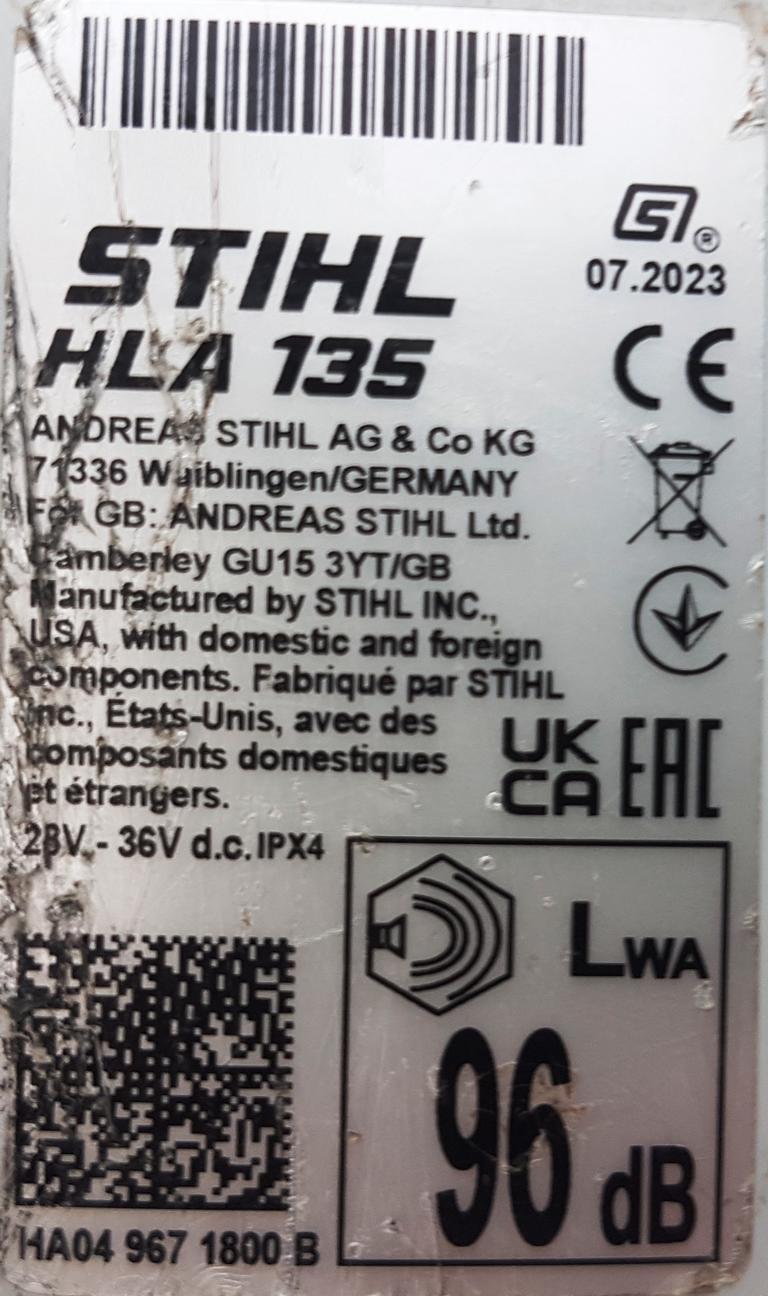 STIHL
®
07.2023
HLA 135
CE
ANDREAS STIHL AG & Co KG
71336 Waiblingen/GERMANY
For GB: ANDREAS STIHL Ltd.
Camberley GU15 3YT/GB
Manufactured by STIHL INC.,
USA, with domestic and foreign
components. Fabriqué par STIHL
Inc., États-Unis, avec des
composants domestiques
et étrangers.
UK
CA
EAC
28V.- 36V d.c. IPX4
LWA
96 dB
HA04 967 1800 B